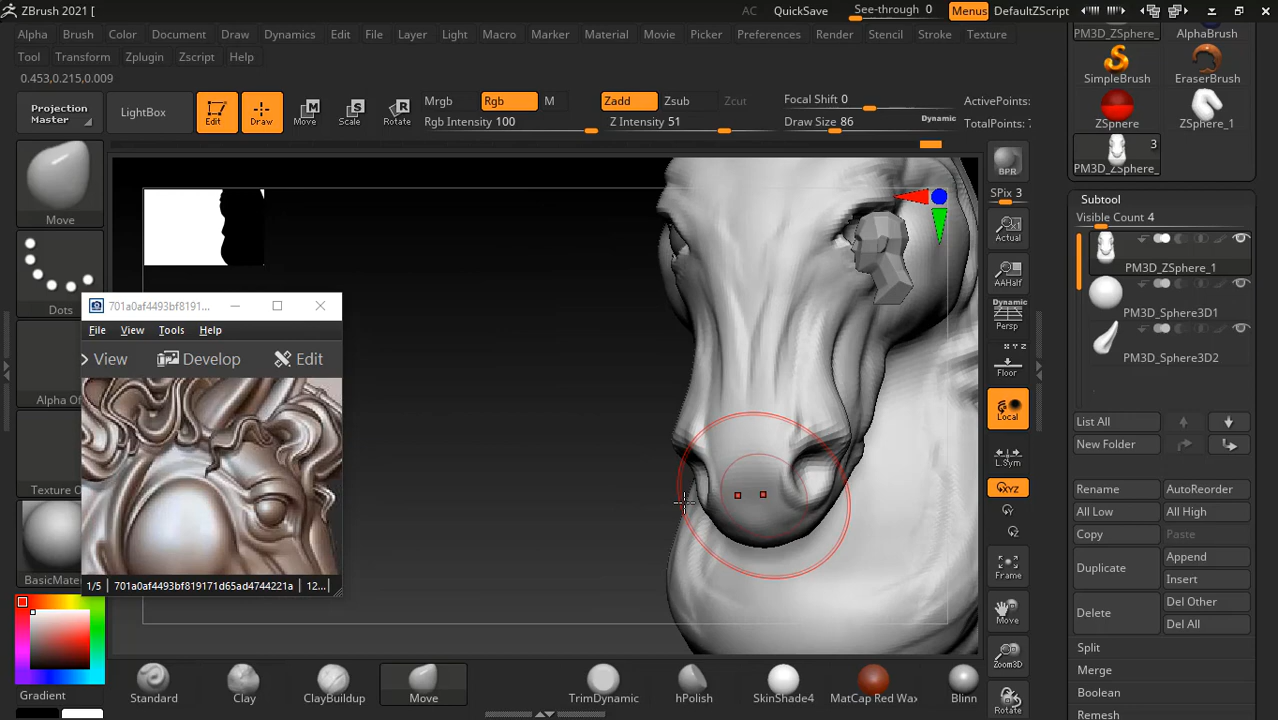 ZBrush 2021 [
AC
QuickSave
See-through 0
Menus
DefaultZScript
Alpha
Brush
Color
Document
Draw
Dynamics
Edit
File
Layer
Light
Macro
Marker
Material
Movie
Picker
Preferences
Render
Stencil
Stroke
Texture
Tool
Transform
Zplugin
Zscript
Help
0.453,0.215,0.009
Projection
Master
LightBox
Edit
Draw
Move
Scale
Rotate
Mrgb
Rgb
M
Rgb Intensity 100
Zadd
Zsub
Zcut
Z Intensity 51
Focal Shift 0
Draw Size 86
Dynamic
ActivePoints:
TotalPoints: 7
Move
Dots
Alpha Of
Texture O
BasicMate
Gradient
701a0af4493bf8191...
File
View
Tools
Help
View
Develop
Edit
1/5
701a0af4493bf819171d65ad4744221a
12...
BPR
SPix 3
Actual
AAHalf
Dynamic
Persp
X Y Z
Floor
Local
L.Sym
XYZ
Y
Z
Frame
Move
Zoom3D
Rotate
PM3D_ZSphere_
AlphaBrush
SimpleBrush
EraserBrush
ZSphere
ZSphere_1
3
PM3D_ZSphere_
Subtool
Visible Count 4
PM3D_ZSphere_1
PM3D_Sphere3D1
PM3D_Sphere3D2
List All
New Folder
Rename
AutoReorder
All Low
All High
Copy
Paste
Duplicate
Append
Insert
Delete
Del Other
Del All
Split
Merge
Boolean
Remesh
Standard
Clay
ClayBuildup
Move
TrimDynamic
hPolish
SkinShade4
MatCap Red Wa
Blinn